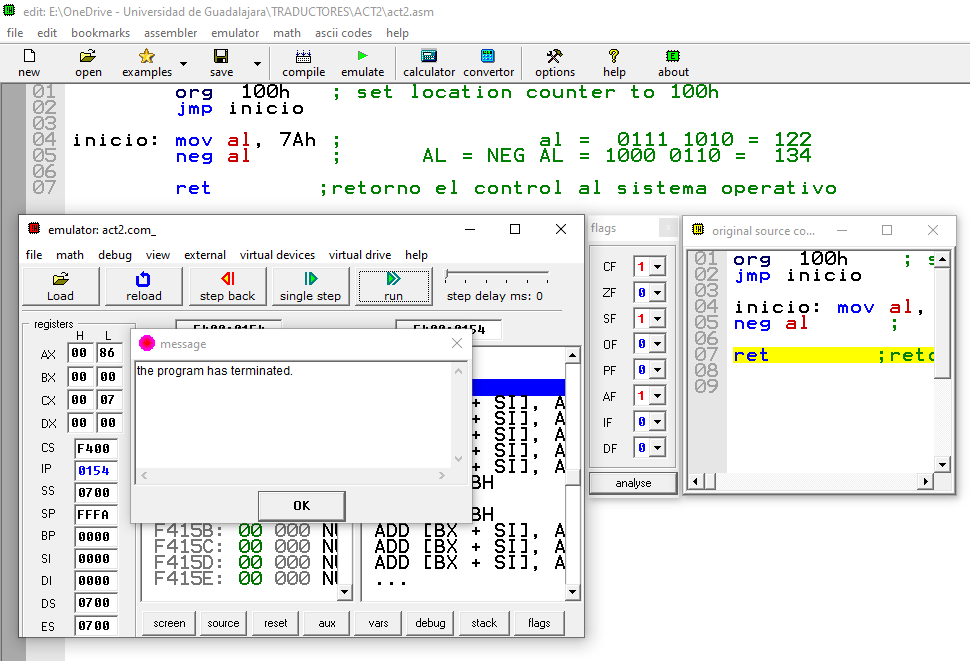 edit: E:\OneDrive - Universidad de Guadalajara\TRADUCTORES\ACT2\act2.asm
file edit bookmarks assembler emulator math ascii codes help
new open examples save compile emulate calculator convertor options help about
01 org 100h ; set location counter to 100h
02 jmp inicio
03
04 inicio: mov al, 7Ah ; al = 0111 1010 = 122
05 neg al ; AL = NEG AL = 1000 0110 = 134
06
07 ret ;retorno el control al sistema operativo
emulator: act2.com_
file math debug view external virtual devices virtual drive help
Load reload step back single step run step delay ms: 0
registers
H L
F400:0154 F400:0154
AX 00 86
BX 00 00
CX 00 07
DX 00 00
CS F400
IP 0154
SS 0700
SP FFFA
BP 0000
SI 0000
DI 0000
DS 0700
ES 0700
message
the program has terminated.
OK
+ SI], A
+ SI], A
+ SI], A
+ SI], A
+ SI], A
BH
BH
F415B: 00 000 NU ADD [BX + SI], A
F415C: 00 000 NU ADD [BX + SI], A
F415D: 00 000 NU ADD [BX + SI], A
F415E: 00 000 NU ...
screen source reset aux vars debug stack flags
flags
CF 1
ZF 0
SF 1
OF 0
PF 0
AF 1
IF 0
DF 0
analyse
original source co...
01 org 100h ; s
02 jmp inicio
03
04 inicio: mov al,
05 neg al ;
06
07 ret ;reto
08
09